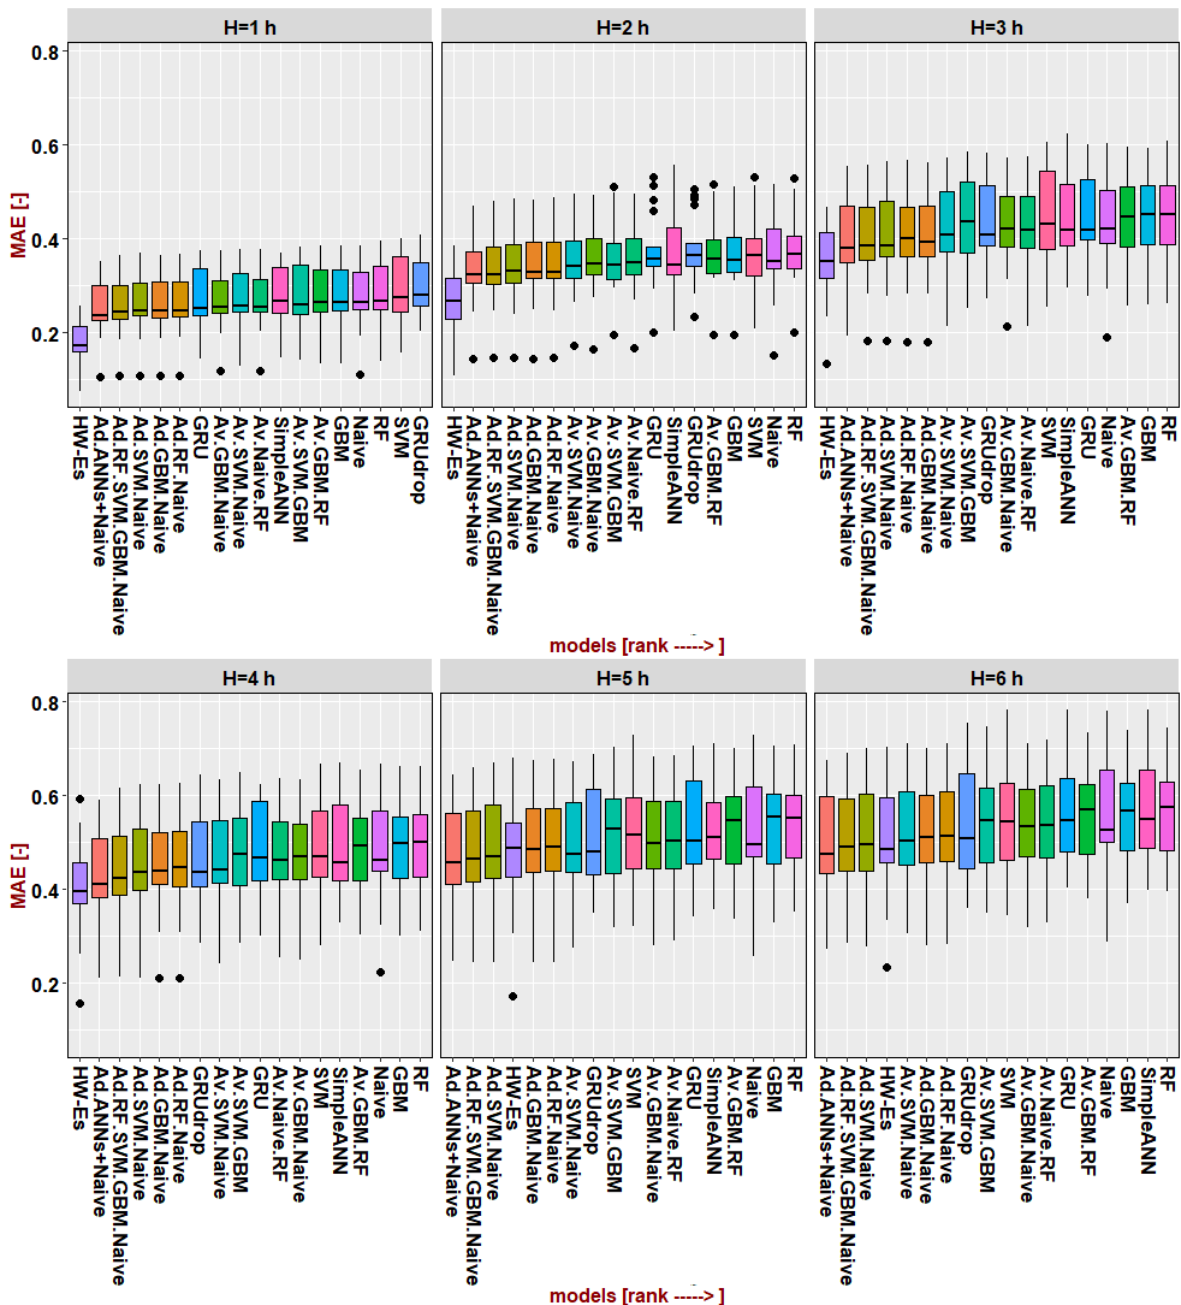 H=1 h
H=2 h
H=3 h
MAE [-]
0.8
0.6
0.4
0.2
HW-Es
Ad.ANNs+Naive
Ad.RF.SVM.GBM.Naive
Ad.SVM.Naive
Ad.GBM.Naive
Ad.RF.Naive
GRU
Av.GBM.Naive
Av.SVM.Naive
Av.Naive.RF
SimpleANN
Av.SVM.GBM
Av.GBM.RF
GBM
Naive
RF
SVM
GRUdrop
HW-Es
Ad.ANNs+Naive
Ad.RF.SVM.GBM.Naive
Ad.SVM.Naive
Ad.GBM.Naive
Ad.RF.Naive
Av.SVM.Naive
Av.GBM.Naive
Av.SVM.GBM
Av.Naive.RF
GRU
SimpleANN
GRUdrop
Av.GBM.RF
GBM
SVM
Naive
RF
HW-Es
Ad.ANNs+Naive
Ad.RF.SVM.GBM.Naive
Ad.SVM.Naive
Ad.RF.Naive
Ad.GBM.Naive
Av.SVM.Naive
Av.SVM.GBM
GRUdrop
Av.GBM.Naive
Av.Naive.RF
SVM
SimpleANN
GRU
Naive
Av.GBM.RF
GBM
RF
models [rank -----> ]
H=4 h
H=5 h
H=6 h
MAE [-]
0.8
0.6
0.4
0.2
HW-Es
Ad.ANNs+Naive
Ad.RF.SVM.GBM.Naive
Ad.SVM.Naive
Ad.GBM.Naive
Ad.RF.Naive
GRUdrop
Av.SVM.Naive
Av.SVM.GBM
GRU
Av.Naive.RF
Av.GBM.Naive
SVM
SimpleANN
Av.GBM.RF
Naive
GBM
RF
Ad.ANNs+Naive
Ad.RF.SVM.GBM.Naive
Ad.SVM.Naive
HW-Es
Ad.GBM.Naive
Ad.RF.Naive
Av.SVM.Naive
GRUdrop
Av.SVM.GBM
SVM
Av.GBM.Naive
Av.Naive.RF
GRU
SimpleANN
Av.GBM.RF
Naive
GBM
RF
Ad.ANNs+Naive
Ad.RF.SVM.GBM.Naive
Ad.SVM.Naive
HW-Es
Av.SVM.Naive
Ad.GBM.Naive
Ad.RF.Naive
GRUdrop
Av.SVM.GBM
SVM
Av.GBM.Naive
Av.Naive.RF
GRU
Av.GBM.RF
Naive
GBM
SimpleANN
RF
models [rank -----> ]